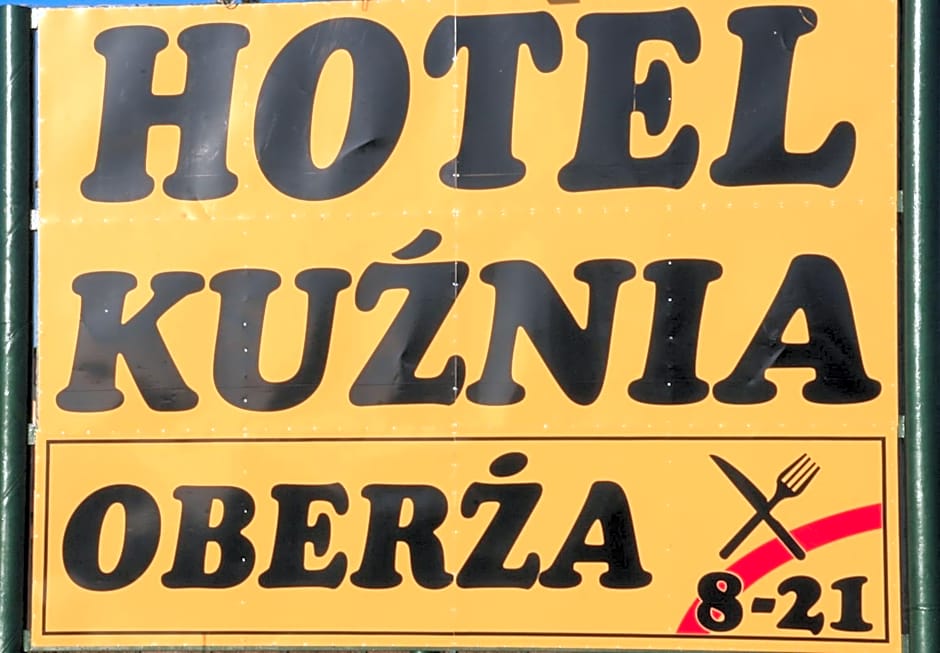 HOTEL
KUŹNIA
OBERŻA
8-21